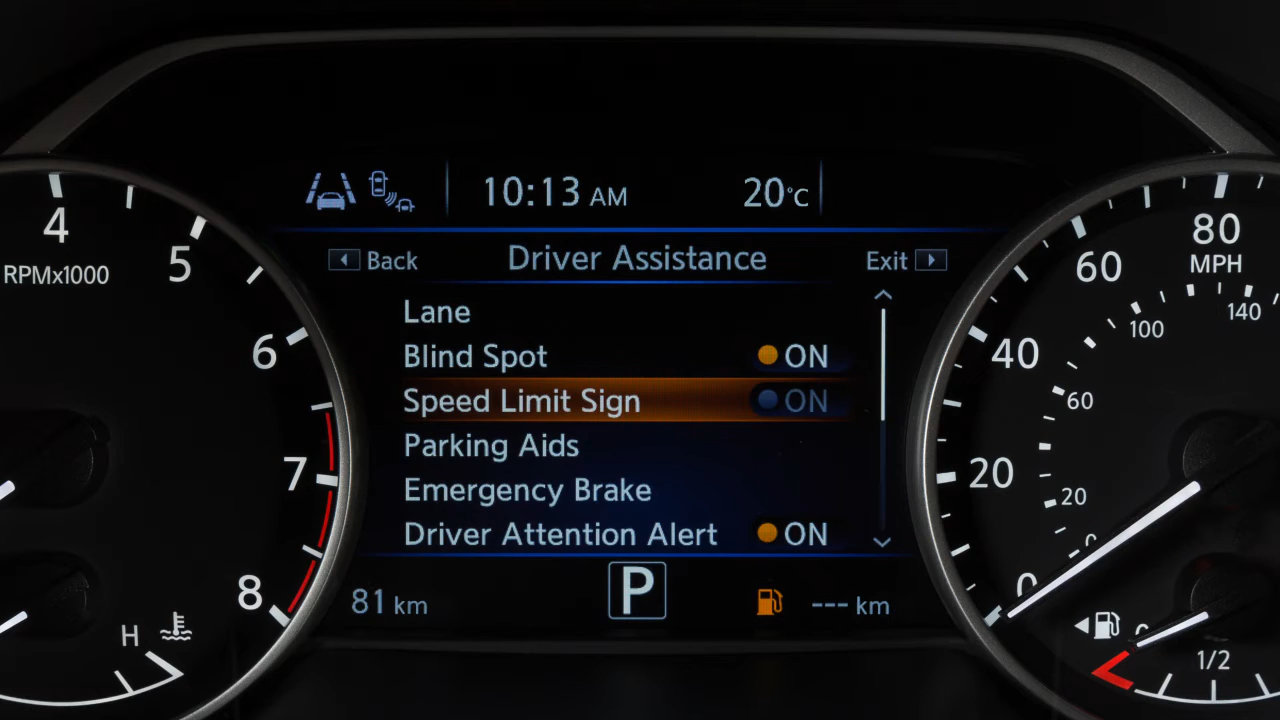 10:13 AM 20°C
Back Driver Assistance Exit
Lane
Blind Spot ON
Speed Limit Sign ON
Parking Aids
Emergency Brake
Driver Attention Alert ON
81 km P --- km
4
5
6
7
8
RPMx1000
H
80
MPH
60
40
20
0
140
100
60
20
0
0
1/2